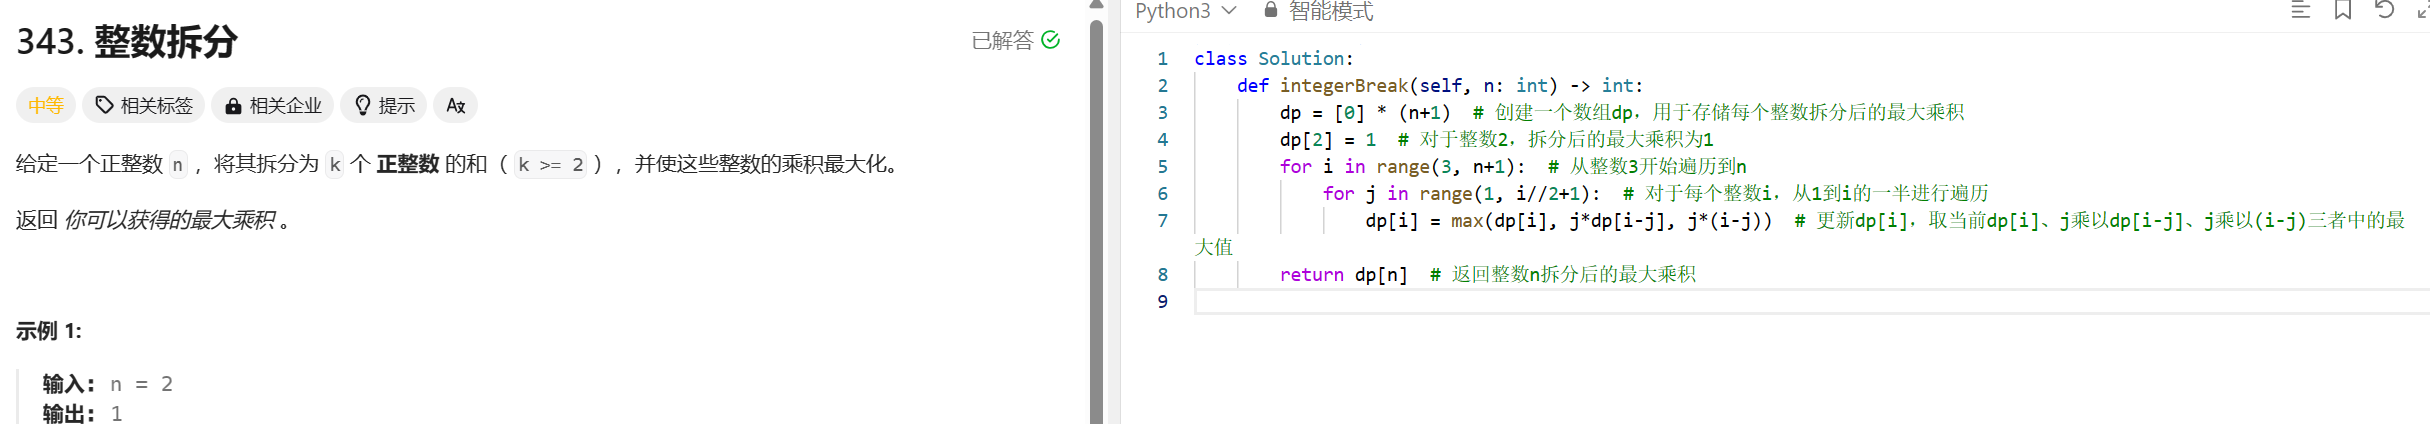 343. 整数拆分
已解答
中等 相关标签 相关企业 提示
给定一个正整数 n ，将其拆分为 k 个 正整数 的和（ k >= 2 ），并使这些整数的乘积最大化。
返回 你可以获得的最大乘积 。
示例 1:
输入：n = 2
输出：1
Python3 智能模式
1 class Solution:
2     def integerBreak(self, n: int) -> int:
3         dp = [0] * (n+1)  # 创建一个数组dp，用于存储每个整数拆分后的最大乘积
4         dp[2] = 1  # 对于整数2，拆分后的最大乘积为1
5         for i in range(3, n+1):  # 从整数3开始遍历到n
6             for j in range(1, i//2+1):  # 对于每个整数i，从1到i的一半进行遍历
7                 dp[i] = max(dp[i], j*dp[i-j], j*(i-j))  # 更新dp[i]，取当前dp[i]、j乘以dp[i-j]、j乘以(i-j)三者中的最
大值
8         return dp[n]  # 返回整数n拆分后的最大乘积
9